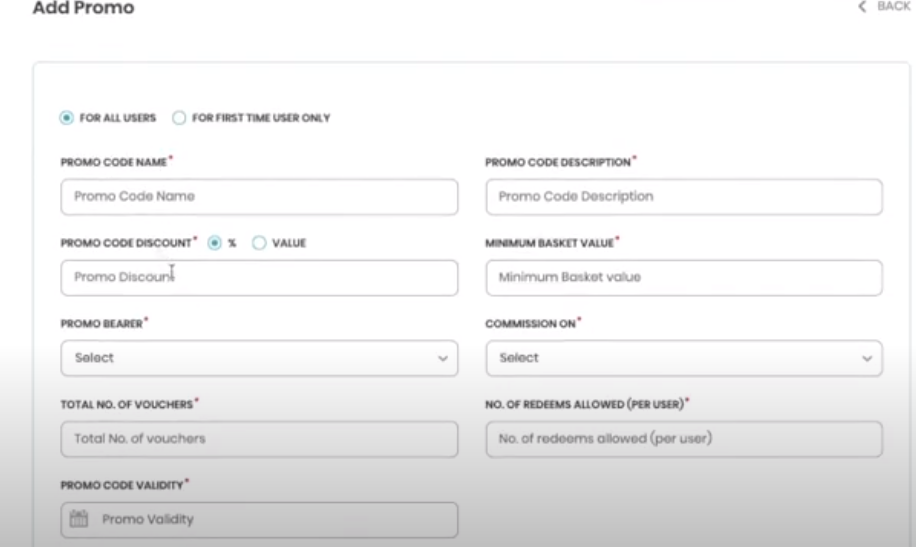 Add Promo
BACK
FOR ALL USERS FOR FIRST TIME USER ONLY
PROMO CODE NAME* PROMO CODE DESCRIPTION*
Promo Code Name Promo Code Description
PROMO CODE DISCOUNT* % VALUE MINIMUM BASKET VALUE*
Promo Discount Minimum Basket value
PROMO BEARER* COMMISSION ON*
Select Select
TOTAL NO. OF VOUCHERS* NO. OF REDEEMS ALLOWED (PER USER)*
Total No. of vouchers No. of redeems allowed (per user)
PROMO CODE VALIDITY*
Promo Validity